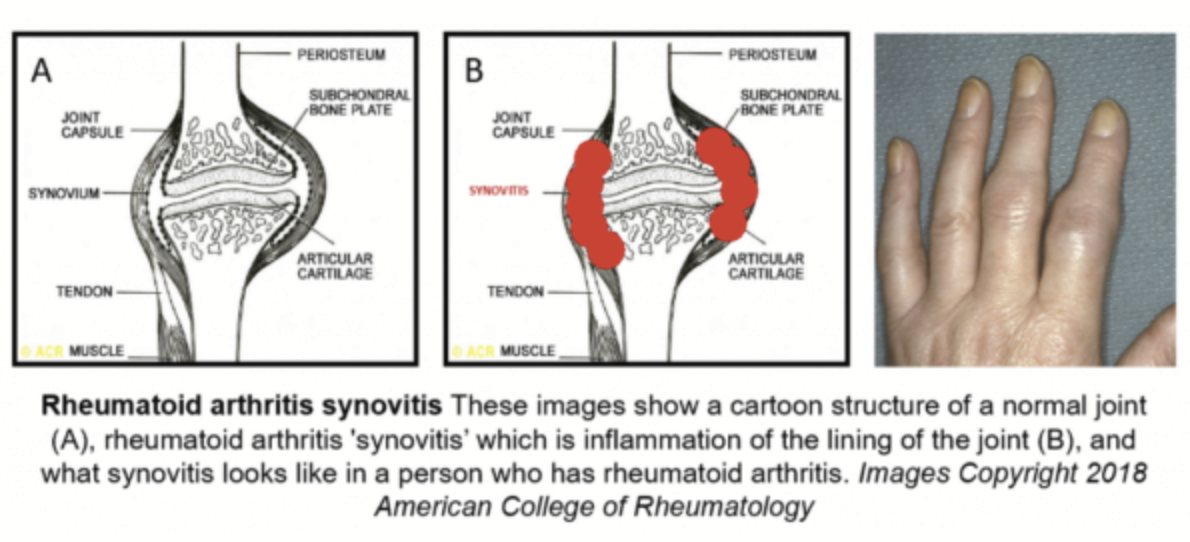 A
PERIOSTEUM
SUBCHONDRAL
BONE PLATE
JOINT
CAPSULE
SYNOVIUM
ARTICULAR
CARTILAGE
TENDON
© ACR MUSCLE
B
PERIOSTEUM
SUBCHONDRAL
BONE PLATE
JOINT
CAPSULE
SYNOVITIS
ARTICULAR
CARTILAGE
TENDON
© ACR MUSCLE
Rheumatoid arthritis synovitis These images show a cartoon structure of a normal joint
(A), rheumatoid arthritis 'synovitis’ which is inflammation of the lining of the joint (B), and
what synovitis looks like in a person who has rheumatoid arthritis. Images Copyright 2018
American College of Rheumatology